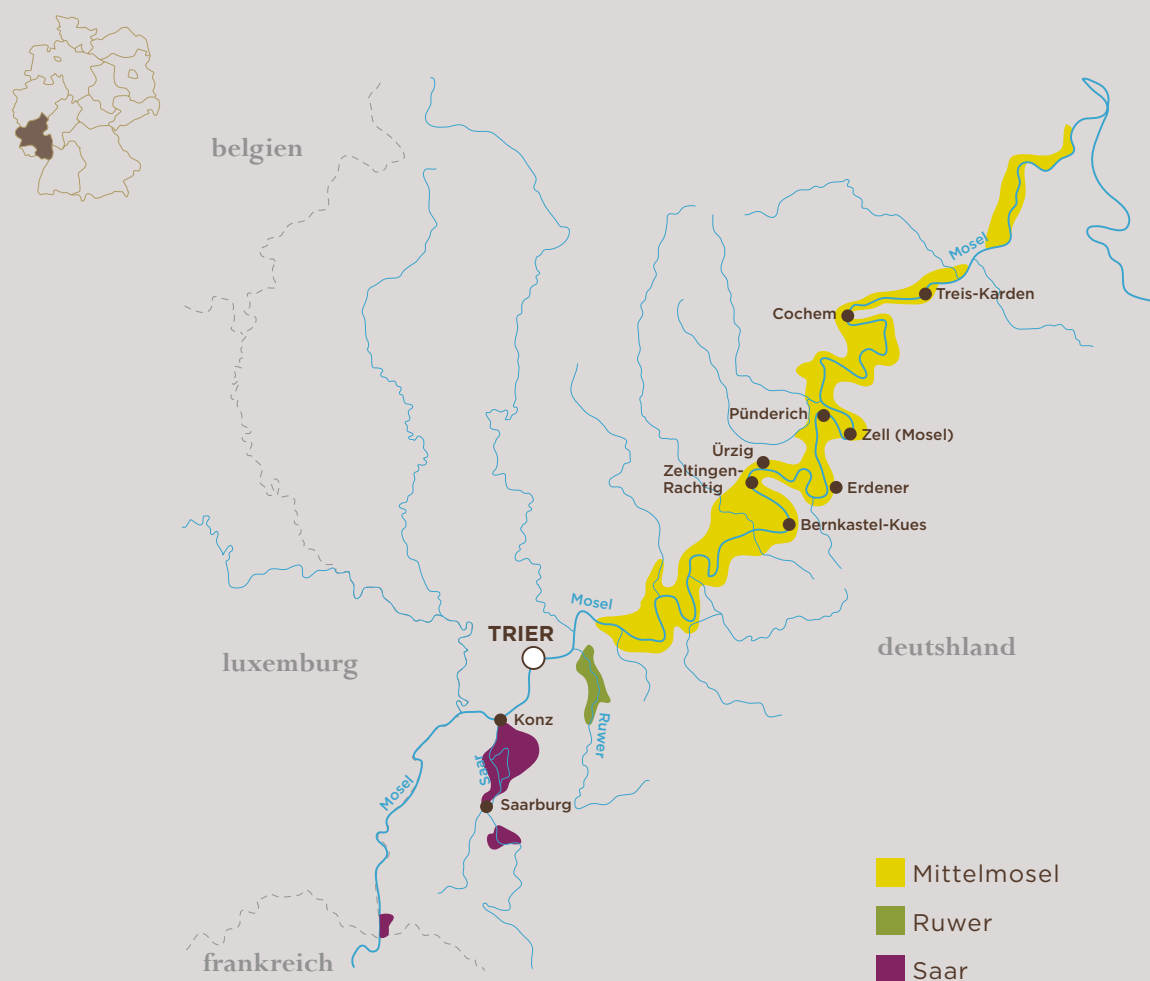 belgien
Mosel
Treis-Karden
Cochem
Pünderich
Zell (Mosel)
Ürzig
Zeltingen-
Rachtig
Erdener
Bernkastel-Kues
Mosel
TRIER
deutshland
luxemburg
Konz
Ruwer
Saar
Mosel
Saarburg
Mittelmosel
Ruwer
frankreich
Saar